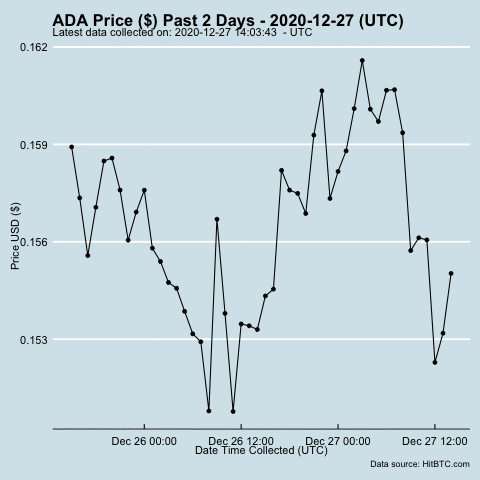 ADA Price ($) Past 2 Days - 2020-12-27 (UTC)
Latest data collected on: 2020-12-27 14:03:43  - UTC
0.162
0.159
0.156
0.153
Price USD ($)
Dec 26 00:00
Dec 26 12:00
Dec 27 00:00
Dec 27 12:00
Date Time Collected (UTC)
Data source: HitBTC.com